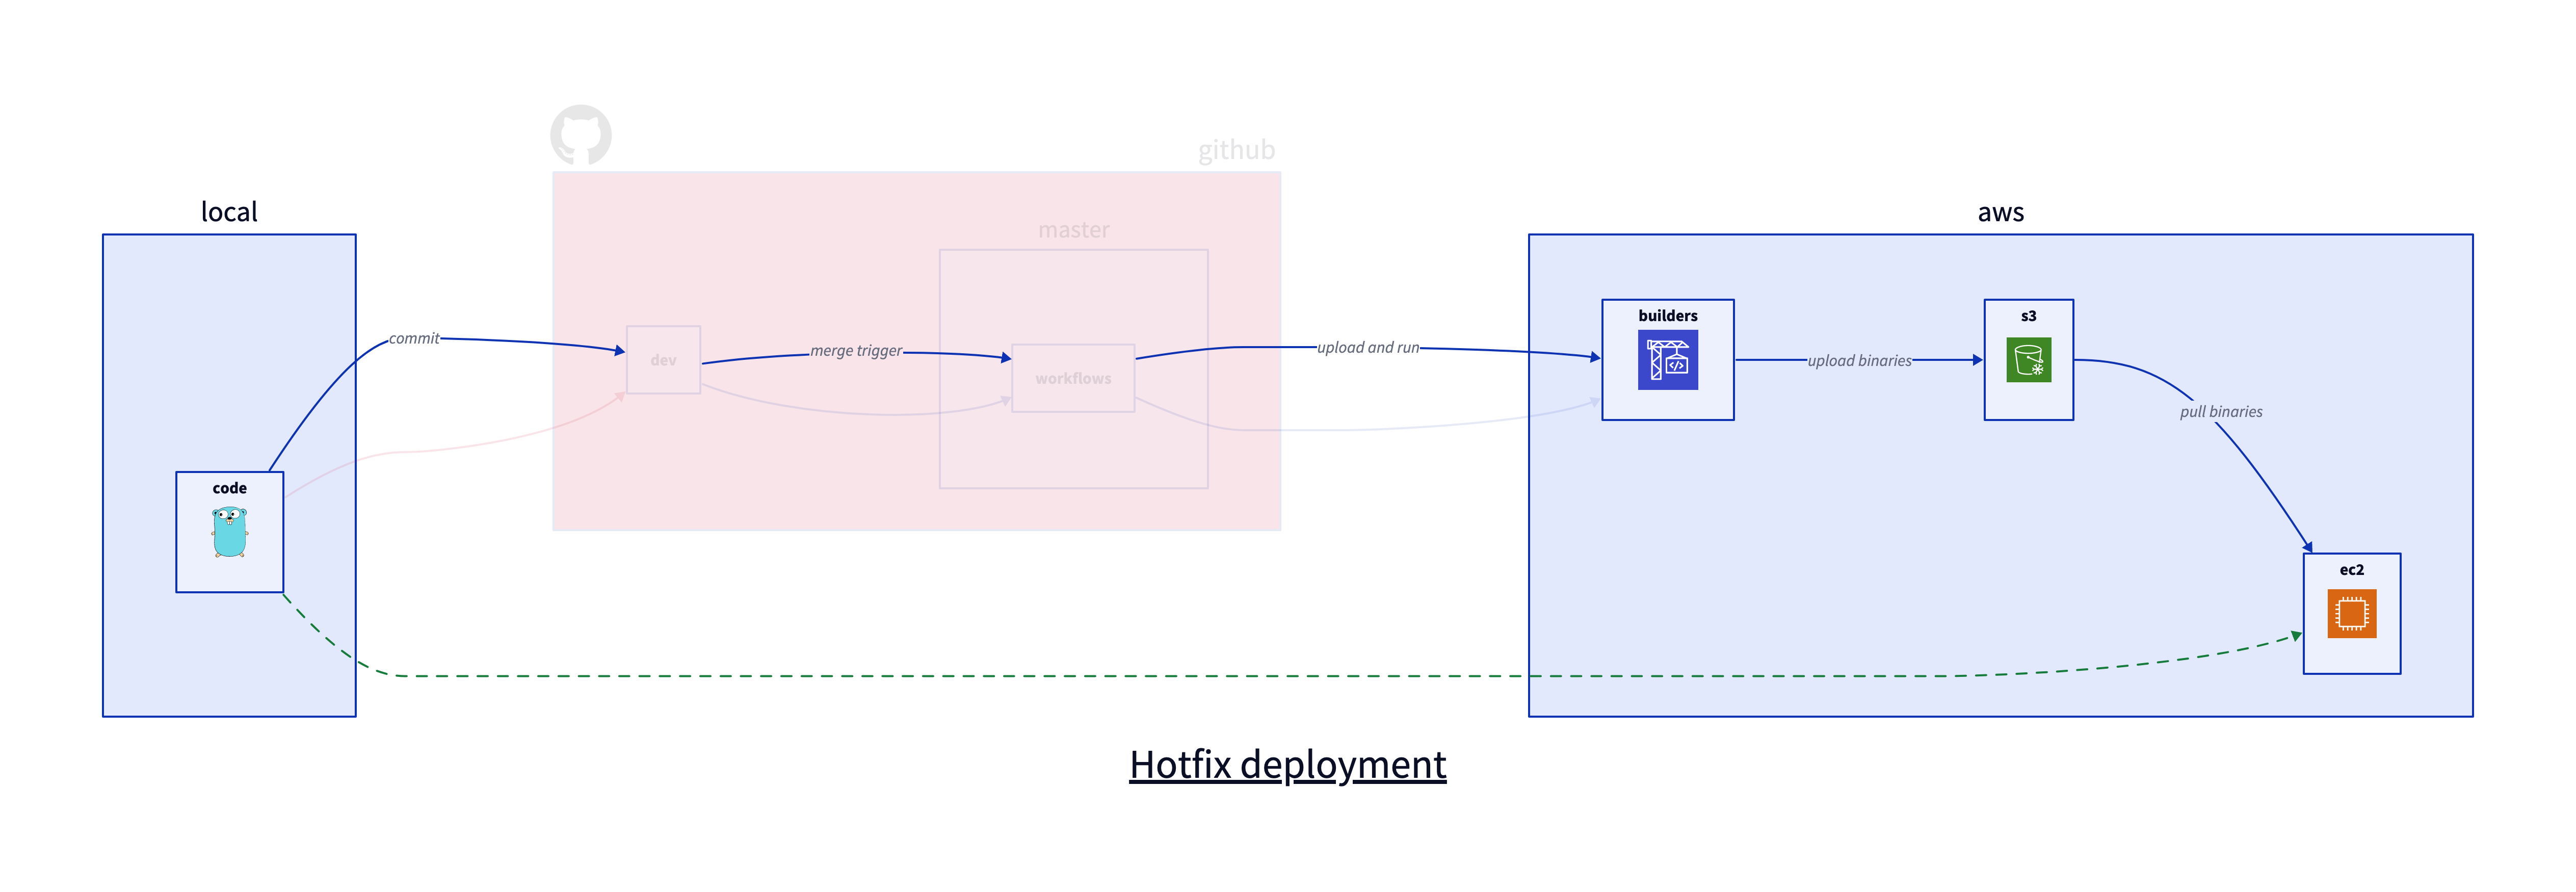 github
local
aws
master
builders
s3
commit
merge trigger
upload and run
dev
workflows
upload binaries
pull binaries
code
ec2
Hotfix deployment